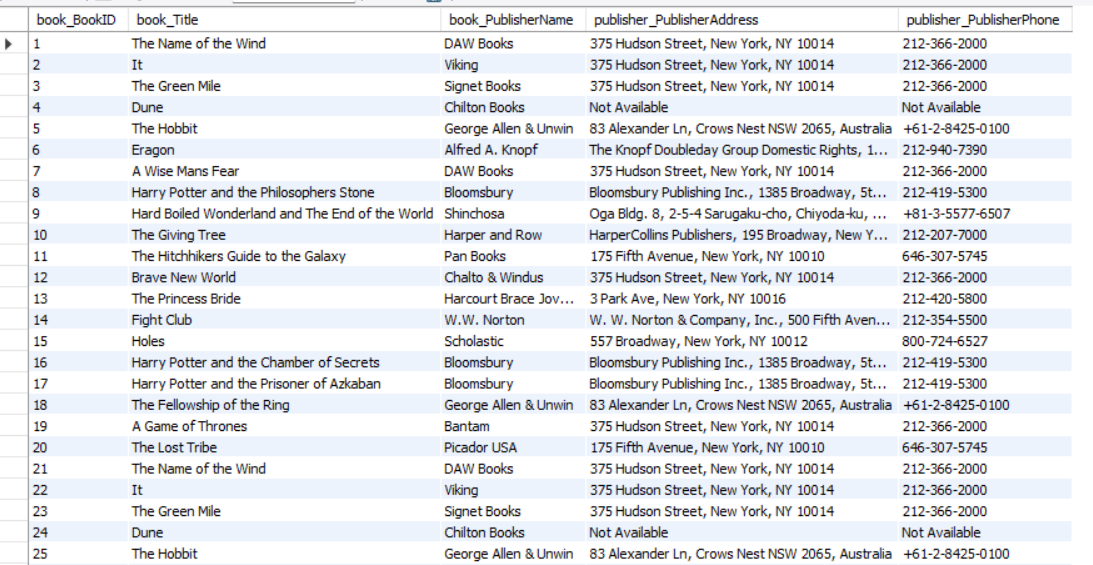 book_BookID book_Title book_PublisherName publisher_PublisherAddress publisher_PublisherPhone
1 The Name of the Wind DAW Books 375 Hudson Street, New York, NY 10014 212-366-2000
2 It Viking 375 Hudson Street, New York, NY 10014 212-366-2000
3 The Green Mile Signet Books 375 Hudson Street, New York, NY 10014 212-366-2000
4 Dune Chilton Books Not Available Not Available
5 The Hobbit George Allen & Unwin 83 Alexander Ln, Crows Nest NSW 2065, Australia +61-2-8425-0100
6 Eragon Alfred A. Knopf The Knopf Doubleday Group Domestic Rights, 1... 212-940-7390
7 A Wise Mans Fear DAW Books 375 Hudson Street, New York, NY 10014 212-366-2000
8 Harry Potter and the Philosophers Stone Bloomsbury Bloomsbury Publishing Inc., 1385 Broadway, 5t... 212-419-5300
9 Hard Boiled Wonderland and The End of the World Shinchosa Oga Bldg. 8, 2-5-4 Sarugaku-cho, Chiyoda-ku, ... +81-3-5577-6507
10 The Giving Tree Harper and Row HarperCollins Publishers, 195 Broadway, New Y... 212-207-7000
11 The Hitchhikers Guide to the Galaxy Pan Books 175 Fifth Avenue, New York, NY 10010 646-307-5745
12 Brave New World Chalto & Windus 375 Hudson Street, New York, NY 10014 212-366-2000
13 The Princess Bride Harcourt Brace Jov... 3 Park Ave, New York, NY 10016 212-420-5800
14 Fight Club W.W. Norton W. W. Norton & Company, Inc., 500 Fifth Aven... 212-354-5500
15 Holes Scholastic 557 Broadway, New York, NY 10012 800-724-6527
16 Harry Potter and the Chamber of Secrets Bloomsbury Bloomsbury Publishing Inc., 1385 Broadway, 5t... 212-419-5300
17 Harry Potter and the Prisoner of Azkaban Bloomsbury Bloomsbury Publishing Inc., 1385 Broadway, 5t... 212-419-5300
18 The Fellowship of the Ring George Allen & Unwin 83 Alexander Ln, Crows Nest NSW 2065, Australia +61-2-8425-0100
19 A Game of Thrones Bantam 375 Hudson Street, New York, NY 10014 212-366-2000
20 The Lost Tribe Picador USA 175 Fifth Avenue, New York, NY 10010 646-307-5745
21 The Name of the Wind DAW Books 375 Hudson Street, New York, NY 10014 212-366-2000
22 It Viking 375 Hudson Street, New York, NY 10014 212-366-2000
23 The Green Mile Signet Books 375 Hudson Street, New York, NY 10014 212-366-2000
24 Dune Chilton Books Not Available Not Available
25 The Hobbit George Allen & Unwin 83 Alexander Ln, Crows Nest NSW 2065, Australia +61-2-8425-0100